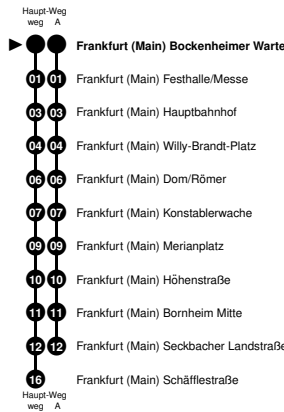 Haupt-Weg
weg A
Frankfurt (Main) Bockenheimer Warte
01 01 Frankfurt (Main) Festhalle/Messe
03 03 Frankfurt (Main) Hauptbahnhof
04 04 Frankfurt (Main) Willy-Brandt-Platz
06 06 Frankfurt (Main) Dom/Römer
07 07 Frankfurt (Main) Konstablerwache
09 09 Frankfurt (Main) Merianplatz
10 10 Frankfurt (Main) Höhenstraße
11 11 Frankfurt (Main) Bornheim Mitte
12 12 Frankfurt (Main) Seckbacher Landstraße
16 Frankfurt (Main) Schäfflestraße
Haupt-Weg
weg A